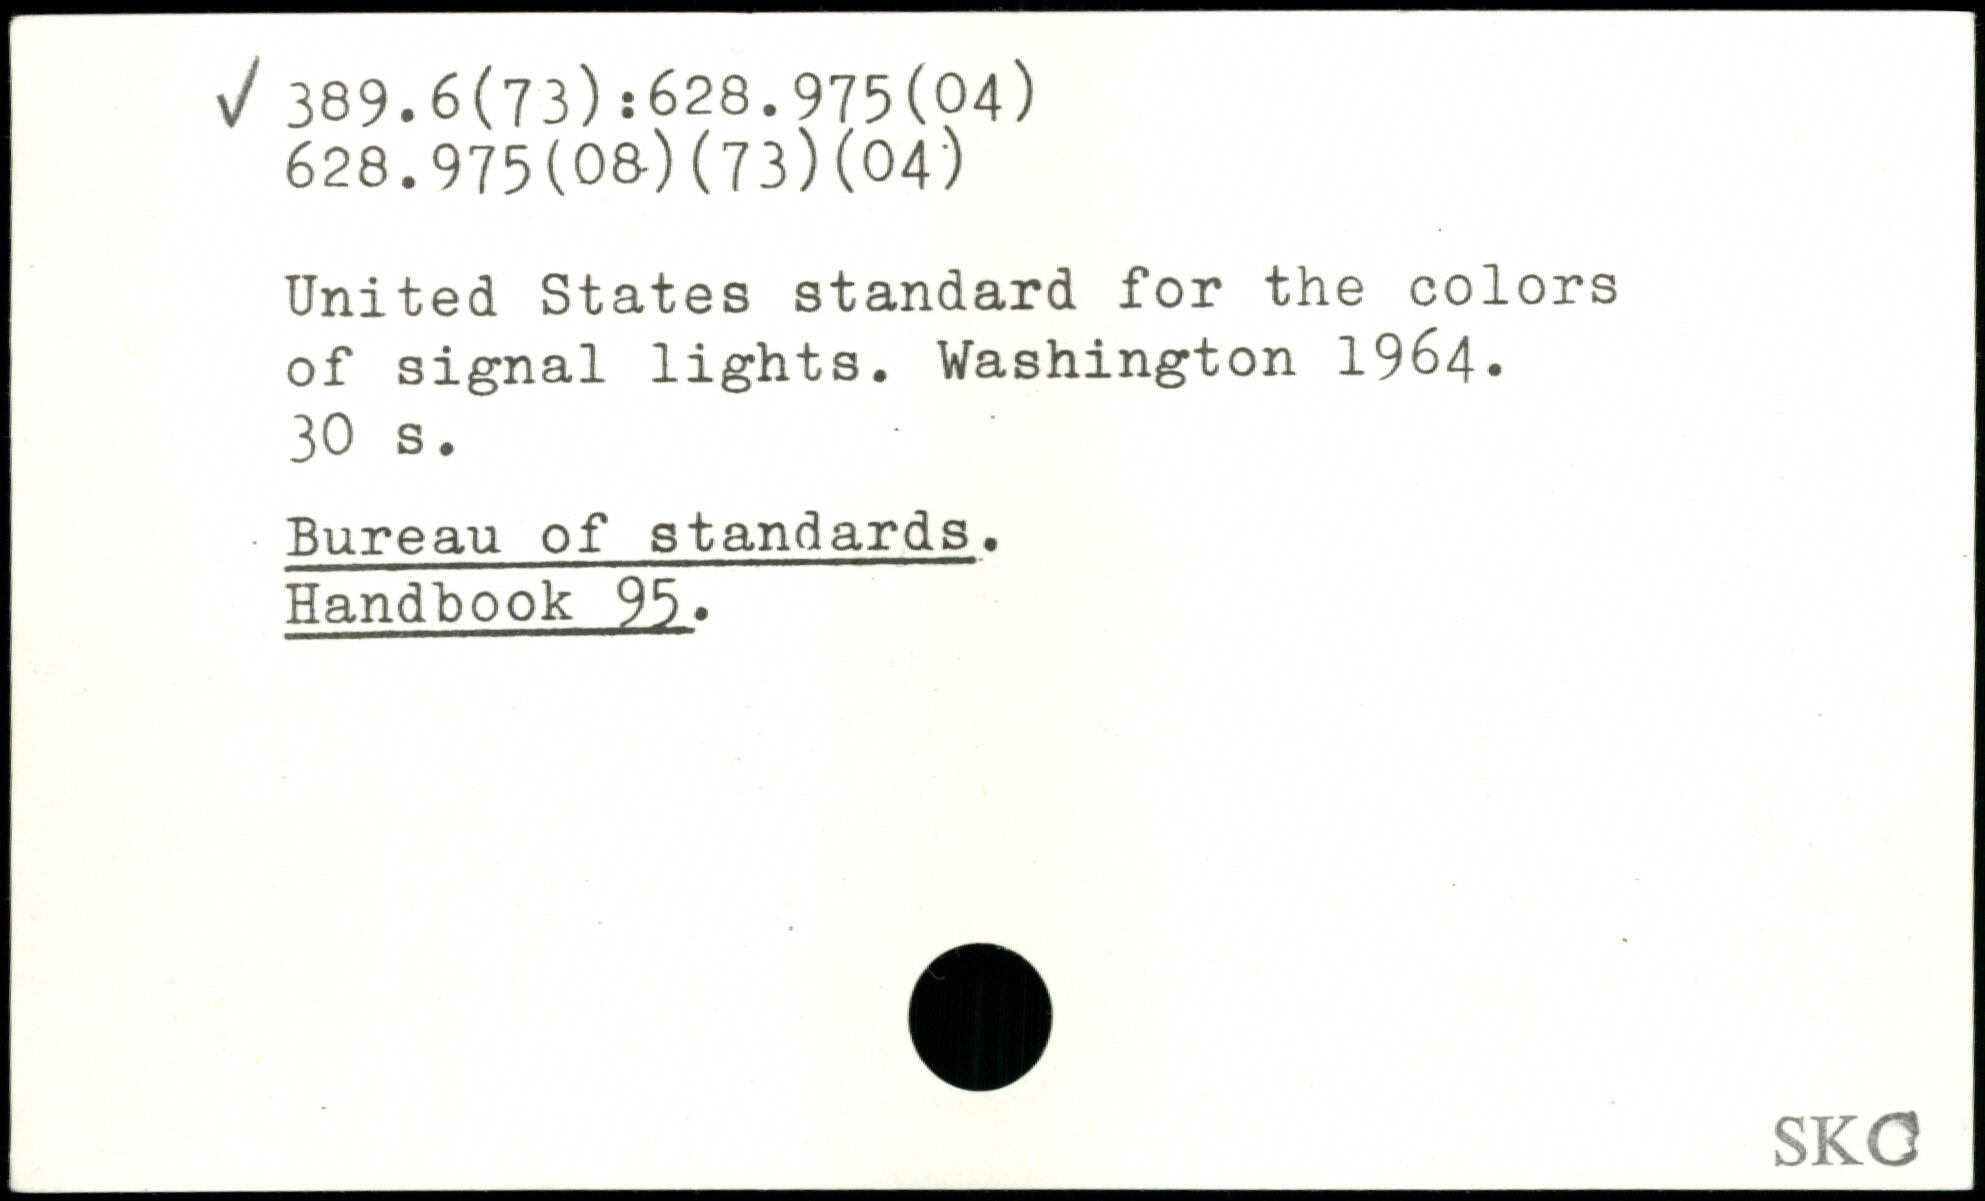 ✓ 389.6(73):628.975(04)
628.975(08)(73)(04)
United States standard for the colors
of signal lights. Washington 1964.
30 s.
Bureau of standards.
Handbook 95.
SKC